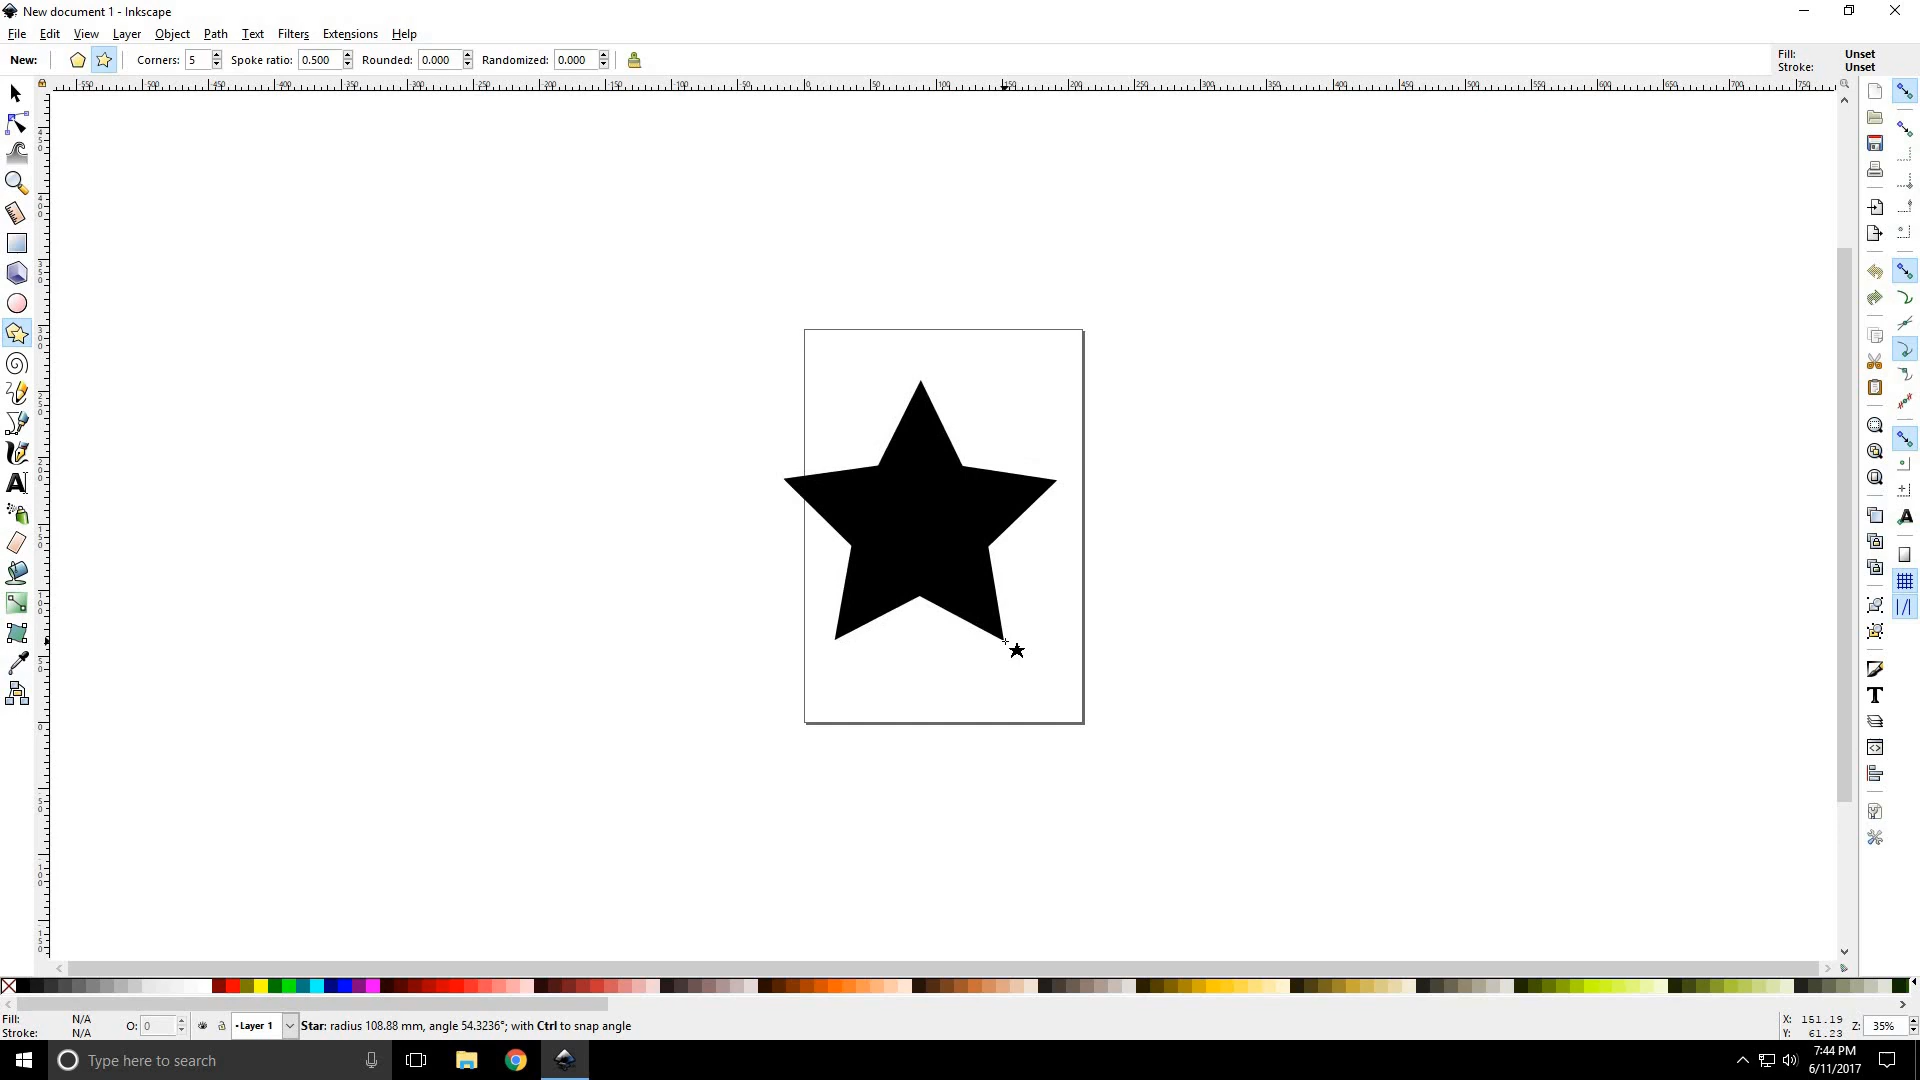 New document 1 - Inkscape
File Edit View Layer Object Path Text Filters Extensions Help
New: Corners: 5 Spoke ratio: 0.500 Rounded: 0.000 Randomized: 0.000
Fill: Unset
Stroke: Unset
Fill: N/A
Stroke: N/A
O: 0
•Layer 1
Star: radius 108.88 mm, angle 54.3236°; with Ctrl to snap angle
X: 151.19
Y: 61.23
Z: 35%
Type here to search
7:44 PM
6/11/2017